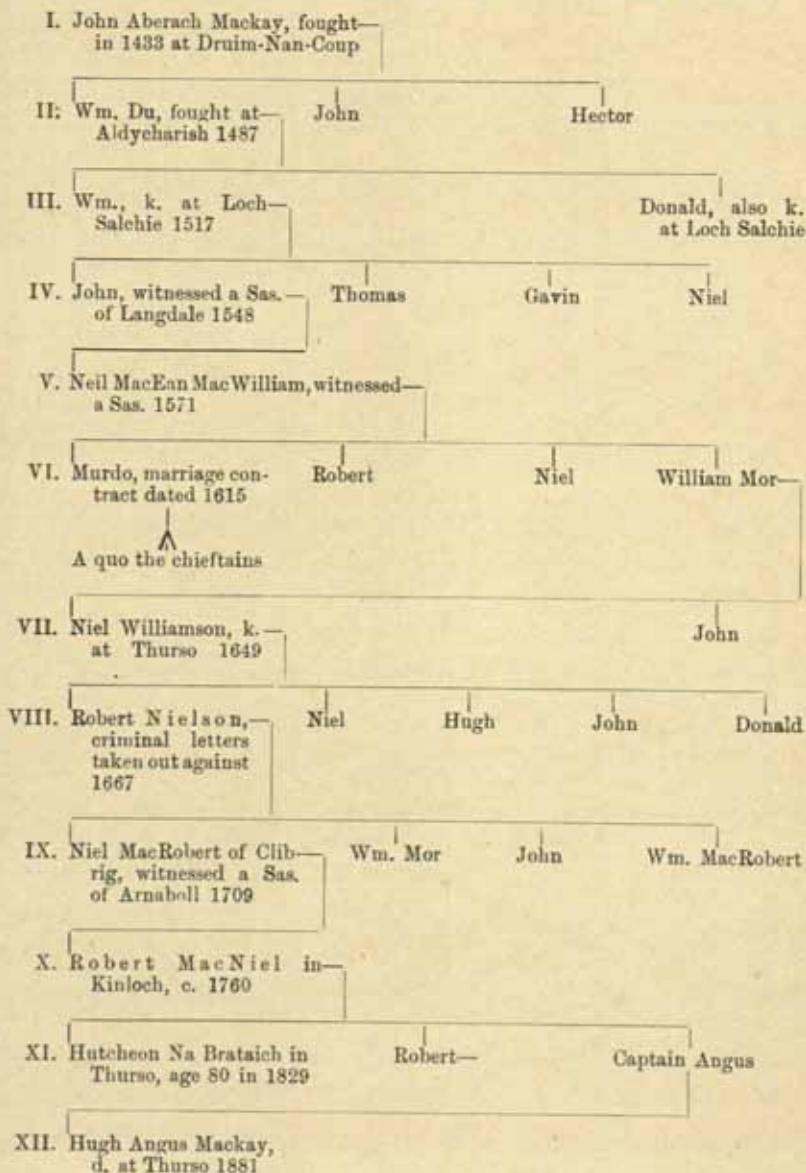 I. John Aberach Mackay, fought—
in 1433 at Druim-Nan-Coup
II. Wm. Du, fought at— John Hector
Aldycharish 1487
III. Wm., k. at Loch— Donald, also k.
Salchie 1517 at Loch Salchie
IV. John, witnessed a Sas.— Thomas Gavin Niel
of Langdale 1548
V. Neil MacEan MacWilliam, witnessed—
a Sas. 1571
VI. Murdo, marriage con- Robert Niel William Mor—
tract dated 1615
A quo the chieftains
VII. Niel Williamson, k.— John
at Thurso 1649
VIII. Robert Nielson,— Niel Hugh John Donald
criminal letters
taken out against
1667
IX. Niel MacRobert of Clib— Wm. Mor John Wm. MacRobert
rig, witnessed a Sas.
of Arnaboll 1709
X. Robert MacNiel in—
Kinloch, c. 1760
XI. Hutcheon Na Brataich in Robert— Captain Angus
Thurso, age 80 in 1829
XII. Hugh Angus Mackay,
d. at Thurso 1881